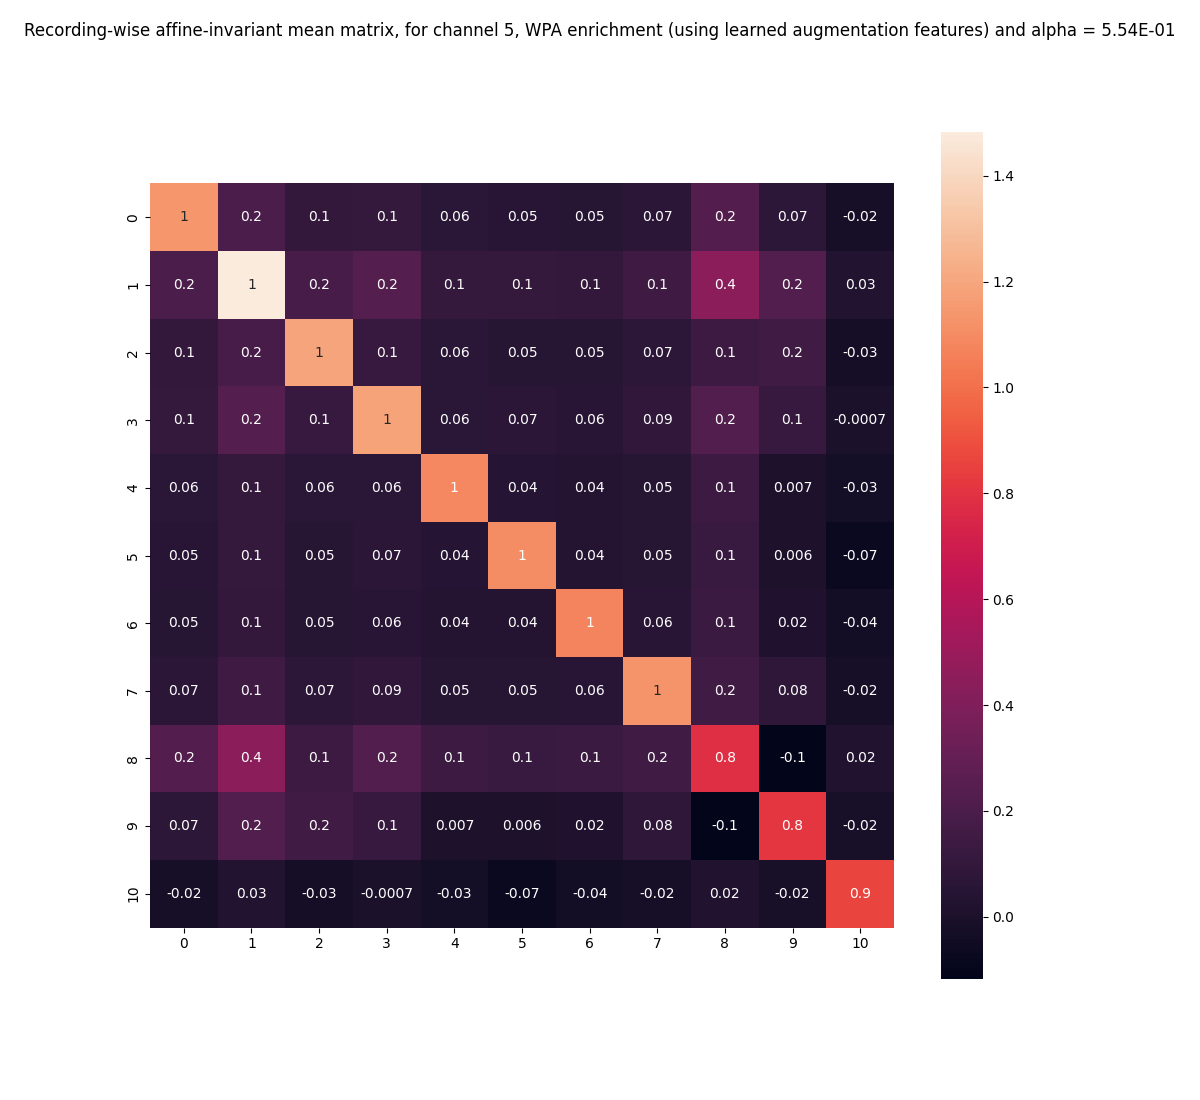 Recording-wise affine-invariant mean matrix, for channel 5, WPA enrichment (using learned augmentation features) and alpha = 5.54E-01
0 1 0.2 0.1 0.1 0.06 0.05 0.05 0.07 0.2 0.07 -0.02
1 0.2 1 0.2 0.2 0.1 0.1 0.1 0.1 0.4 0.2 0.03
2 0.1 0.2 1 0.1 0.06 0.05 0.05 0.07 0.1 0.2 -0.03
3 0.1 0.2 0.1 1 0.06 0.07 0.06 0.09 0.2 0.1 -0.0007
4 0.06 0.1 0.06 0.06 1 0.04 0.04 0.05 0.1 0.007 -0.03
5 0.05 0.1 0.05 0.07 0.04 1 0.04 0.05 0.1 0.006 -0.07
6 0.05 0.1 0.05 0.06 0.04 0.04 1 0.06 0.1 0.02 -0.04
7 0.07 0.1 0.07 0.09 0.05 0.05 0.06 1 0.2 0.08 -0.02
8 0.2 0.4 0.1 0.2 0.1 0.1 0.1 0.2 0.8 -0.1 0.02
9 0.07 0.2 0.2 0.1 0.007 0.006 0.02 0.08 -0.1 0.8 -0.02
10 -0.02 0.03 -0.03 -0.0007 -0.03 -0.07 -0.04 -0.02 0.02 -0.02 0.9
0 1 2 3 4 5 6 7 8 9 10
1.4
1.2
1.0
0.8
0.6
0.4
0.2
0.0